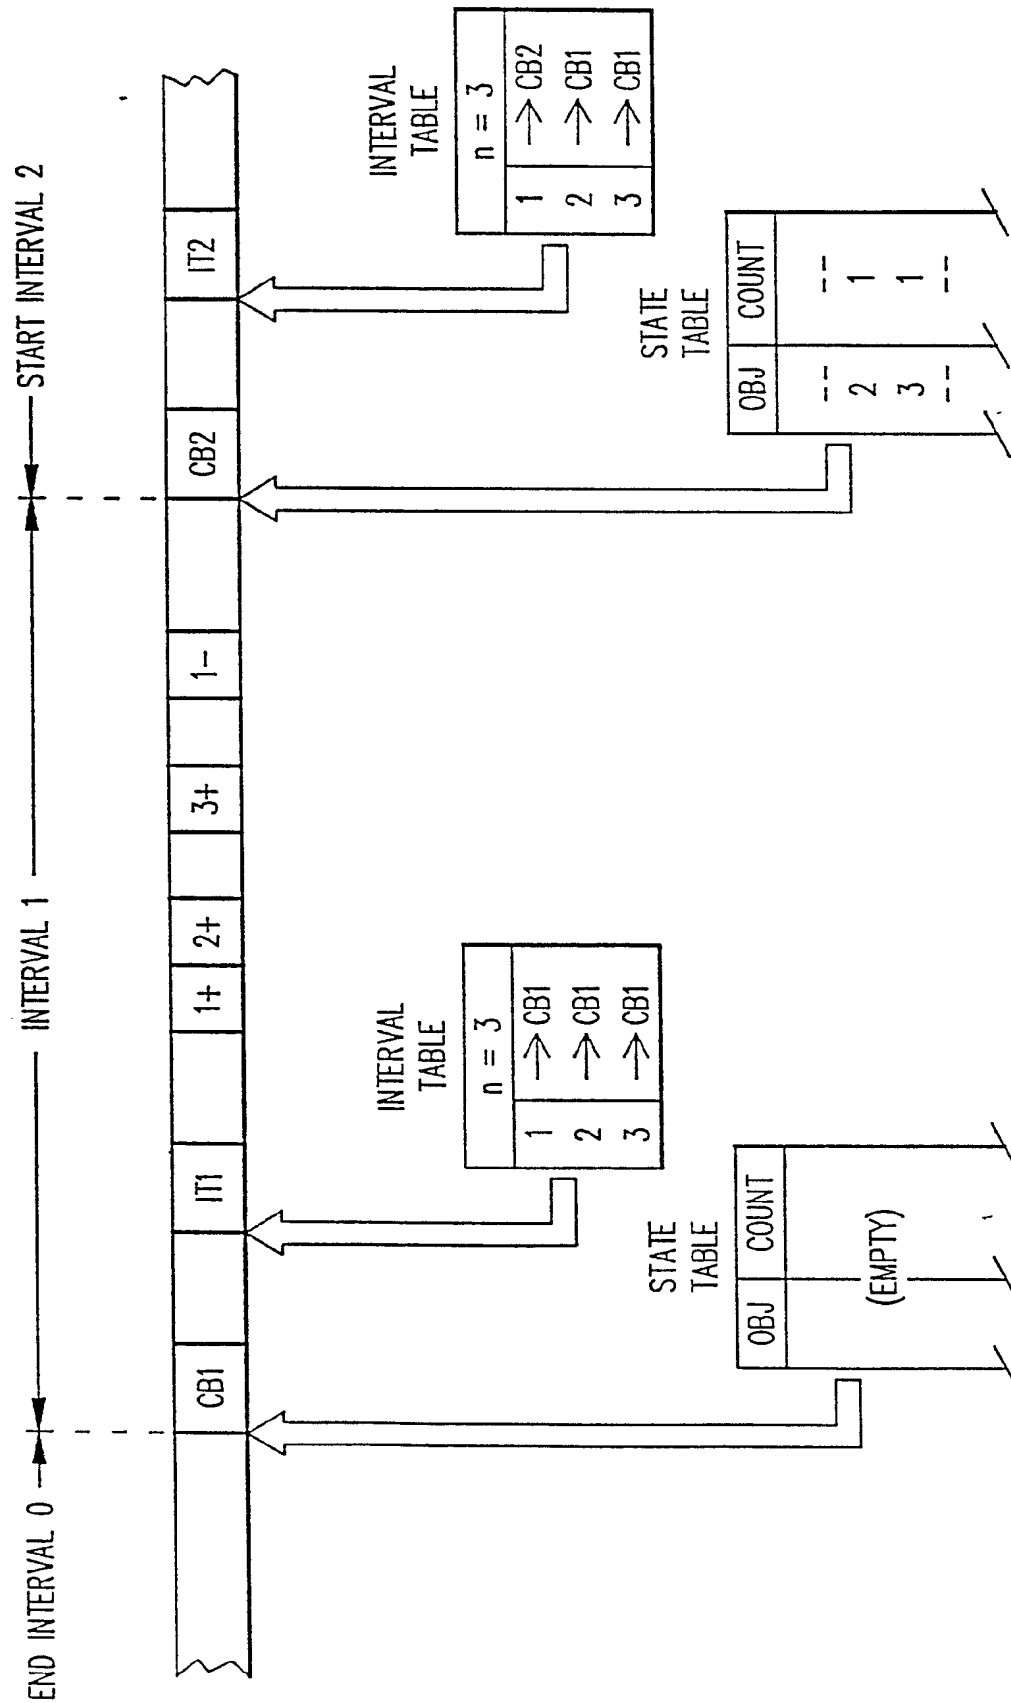 END INTERVAL 0
INTERVAL 1
START INTERVAL 2
CB1
IT1
1+
2+
3+
1-
CB2
IT2
INTERVAL
TABLE
n = 3
1 → CB1
2 → CB1
3 → CB1
INTERVAL
TABLE
n = 3
1 → CB2
2 → CB1
3 → CB1
STATE
TABLE
OBJ COUNT
(EMPTY)
STATE
TABLE
OBJ COUNT
-- --
2 1
3 1
-- --